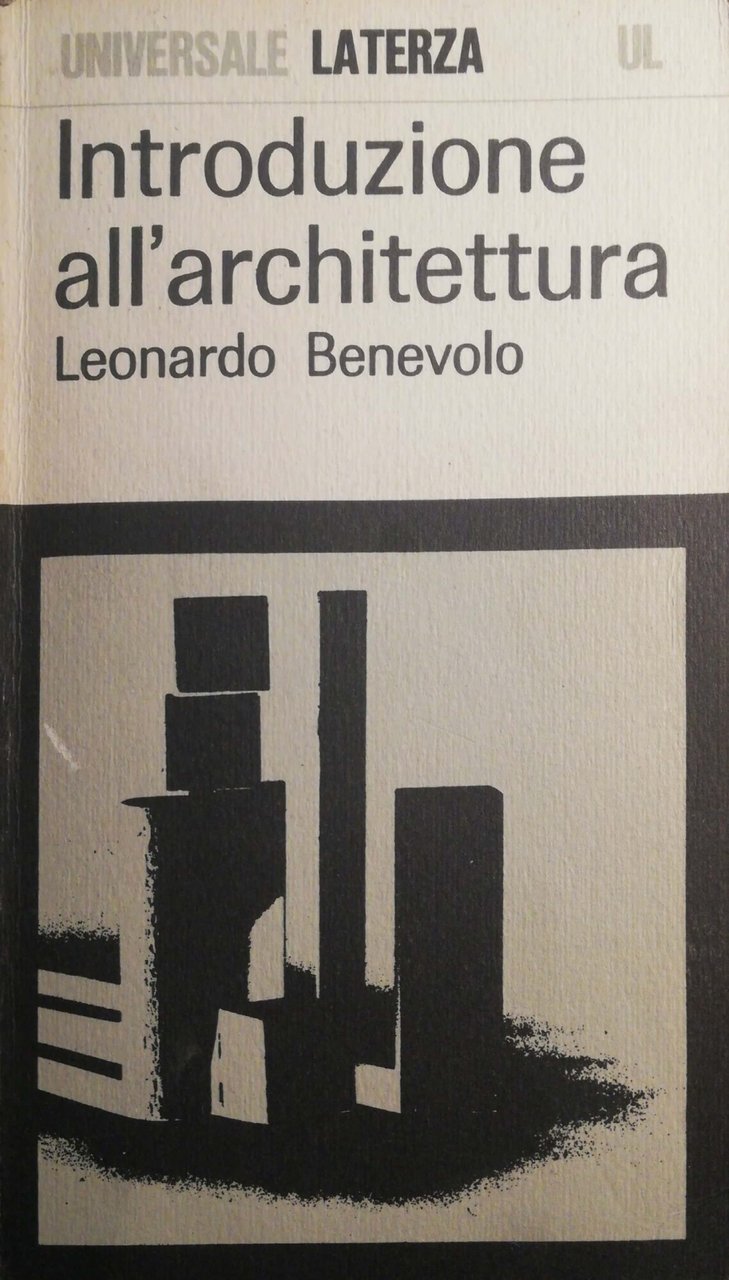 UNIVERSALE LATERZA UL
Introduzione
all'architettura
Leonardo Benevolo